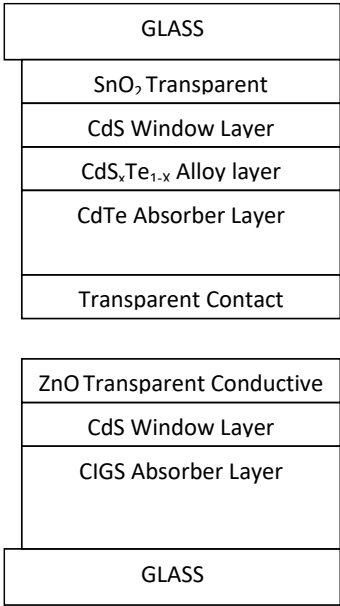 GLASS
SnO₂ Transparent
CdS Window Layer
CdSₓTe₁₋ₓ Alloy layer
CdTe Absorber Layer
Transparent Contact
ZnO Transparent Conductive
CdS Window Layer
CIGS Absorber Layer
GLASS